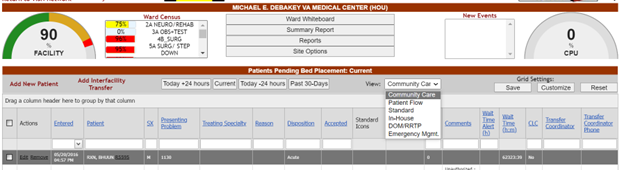 MICHAEL E. DEBAKEY VA MEDICAL CENTER (HOU)
90
%
FACILITY
Ward Census
75% 2A NEURO/REHAB
0% 3A OBS+TEST
96% 4B_SURG
95% 5A SURG/ STEP DOWN
Ward Whiteboard
Summary Report
Reports
Site Options
New Events
0
%
CPU
Patients Pending Bed Placement: Current
Add New Patient
Add Interfacility Transfer
Today +24 hours
Current
Today -24 hours
Past 30-Days
View:
Community Car
Grid Settings:
Save
Customize
Reset
Community Care
Patient Flow
Standard
In-House
DOM/RRTP
Emergency Mgmt.
Drag a column header here to group by that column
Actions
Entered
Patient
SX
Presenting Problem
Treating Specialty
Reason
Disposition
Accepted
Standard Icons
Comments
Wait Time Alert (h)
Wait Time (h:m)
CLC
Transfer Coordinator
Transfer Coordinator Phone
Edit Remove
05/20/2016 04:57 PM
M
1136
Acute
0
62323:39
No